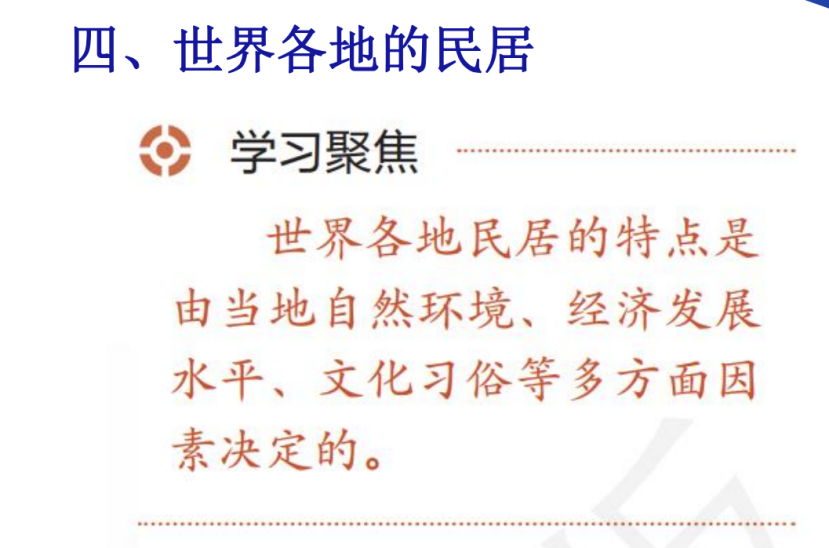 四、世界各地的民居
学习聚焦
世界各地民居的特点是
由当地自然环境、经济发展
水平、文化习俗等多方面因
素决定的。